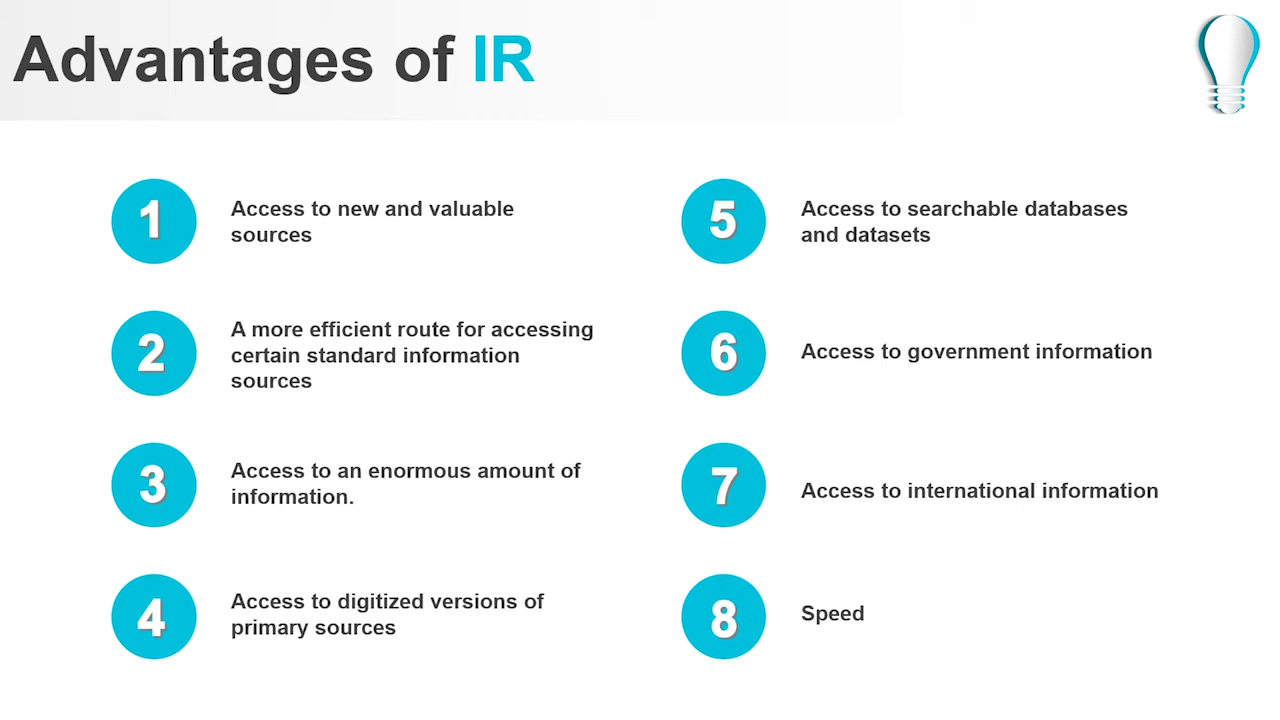 Advantages of IR
1
Access to new and valuable
sources
2
A more efficient route for accessing
certain standard information
sources
3
Access to an enormous amount of
information.
4
Access to digitized versions of
primary sources
5
Access to searchable databases
and datasets
6
Access to government information
7
Access to international information
8
Speed